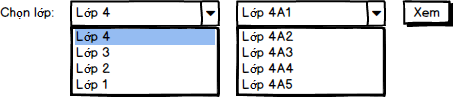 Chọn lớp: Lớp 4 Lớp 4A1 Xem
Lớp 4 Lớp 4A2
Lớp 3 Lớp 4A3
Lớp 2 Lớp 4A4
Lớp 1 Lớp 4A5